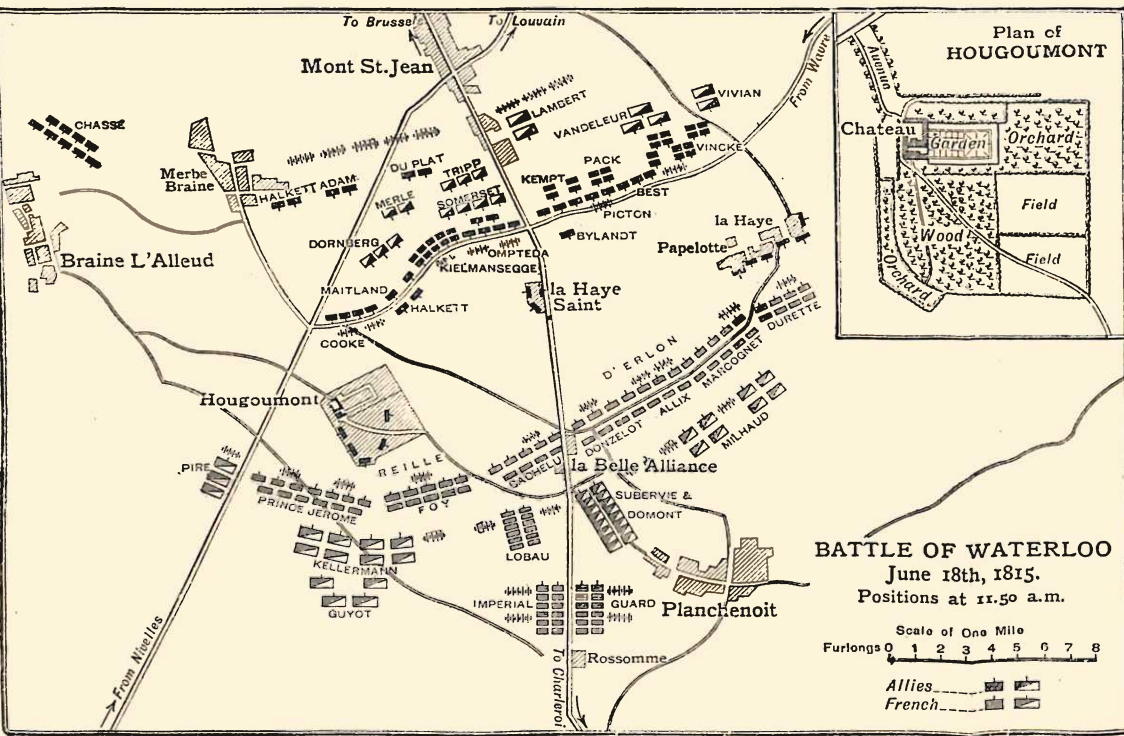 To Brussels
To Louvain
Mont St. Jean
From Wavre
CHASSE
LAMBERT
VIVIAN
VANDELEUR
VINCKE
Merbe
Braine
HALKETT
ADAM
DU PLAT
TRIPP
MERLE
SOMERSET
KEMPT
PACK
BEST
PICTON
BYLANDT
la Haye
Papelotte
DORNBERG
OMPTEDA
KIELMANSEGGE
Braine L'Alleud
MAITLAND
HALKETT
COOKE
la Haye
Saint
Hougoumont
D'ERLON
DURETTE
MARCOGNET
ALLIX
DONZELOT
CACHELU
MILHAUD
la Belle Alliance
REILLE
PIRE
PRINCE JEROME
FOY
SUBERVIE &
DOMONT
LOBAU
KELLERMANN
GUYOT
IMPERIAL
GUARD
Planchenoit
Rossomme
From Nivelles
To Charleroi
Plan of
HOUGOUMONT
Avenue
Chateau
Garden
Orchard
Wood
Field
Field
Orchard
BATTLE OF WATERLOO
June 18th, 1815.
Positions at 11.50 a.m.
Scale of One Mile
Furlongs 0 1 2 3 4 5 6 7 8
Allies
French